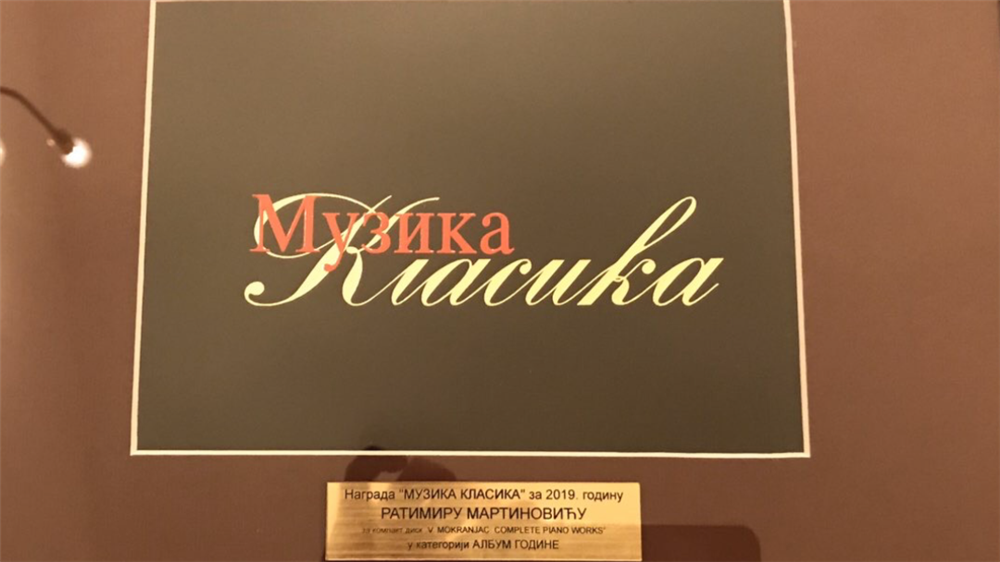 Музика
Класика
Награда "МУЗИКА КЛАСИКА" за 2019. годину
РАТИМИРУ МАРТИНОВИЋУ
за компакт диск "V. MOKRANJAC COMPLETE PIANO WORKS"
у категорији АЛБУМ ГОДИНЕ